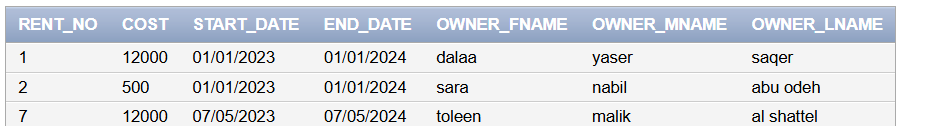 RENT_NO COST START_DATE END_DATE OWNER_FNAME OWNER_MNAME OWNER_LNAME
1 12000 01/01/2023 01/01/2024 dalaa yaser saqer
2 500 01/01/2023 01/01/2024 sara nabil abu odeh
7 12000 07/05/2023 07/05/2024 toleen malik al shattel